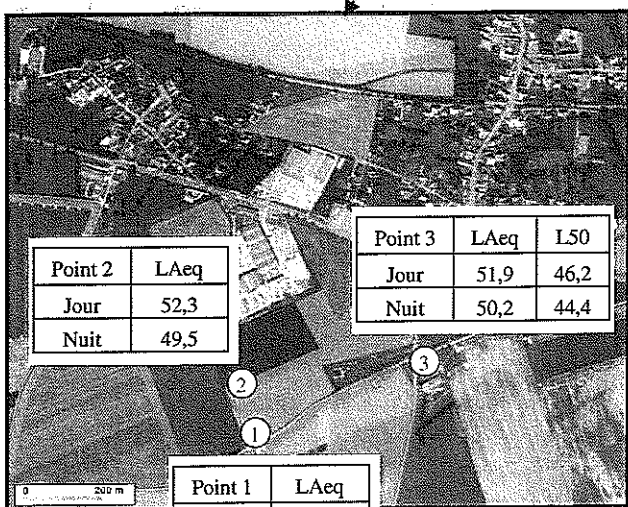 Point 2 LAeq
Jour 52,3
Nuit 49,5
Point 3 LAeq L50
Jour 51,9 46,2
Nuit 50,2 44,4
3
2
1
0 200 m
Point 1 LAeq